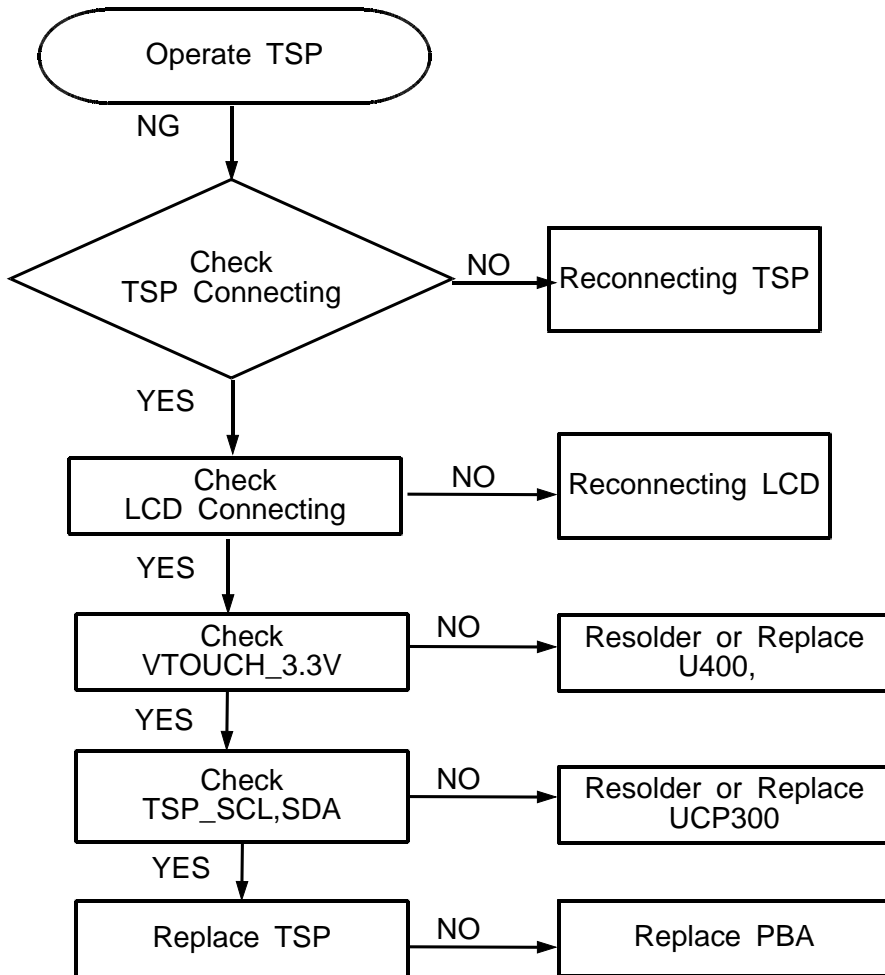 Operate TSP
NG
Check
TSP Connecting
NO
Reconnecting TSP
YES
Check
LCD Connecting
NO
Reconnecting LCD
YES
Check
VTOUCH_3.3V
NO
Resolder or Replace
U400,
YES
Check
TSP_SCL,SDA
NO
Resolder or Replace
UCP300
YES
Replace TSP
NO
Replace PBA